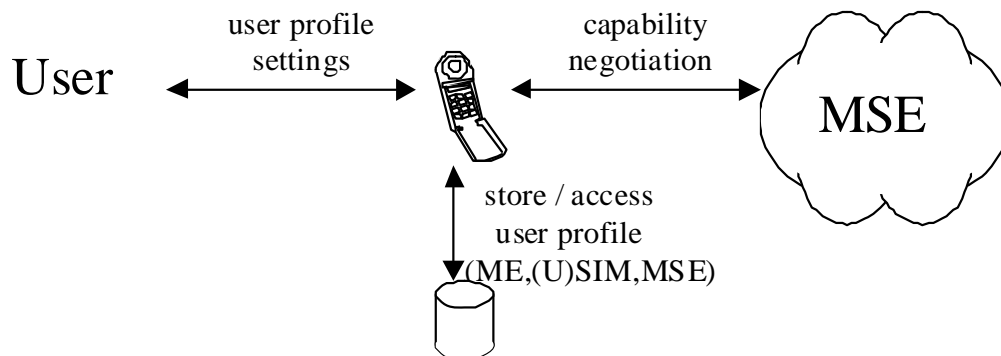 user profile
settings
capability
negotiation
User
MSE
store / access
user profile
(ME,(U)SIM,MSE)